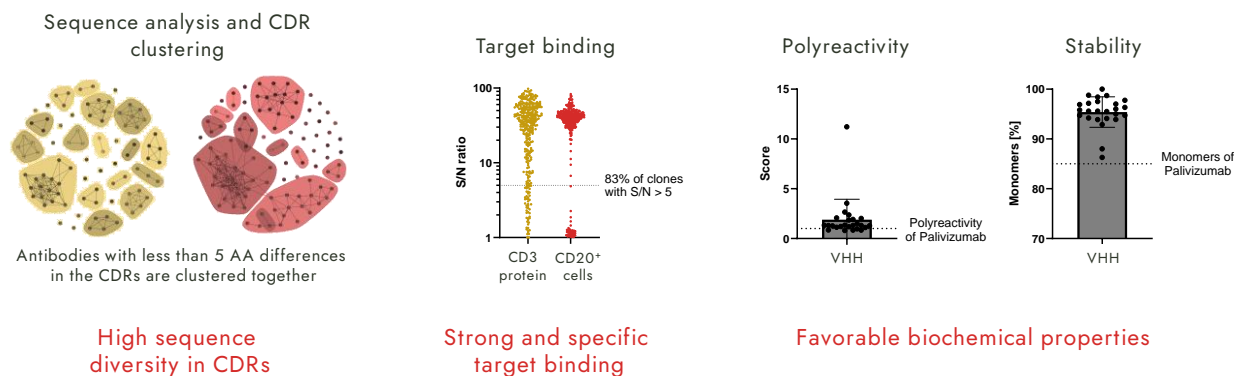 Sequence analysis and CDR
clustering
Antibodies with less than 5 AA differences
in the CDRs are clustered together
High sequence
diversity in CDRs
Target binding
S/N ratio
100
10
1
83% of clones
with S/N > 5
CD3
protein
CD20⁺
cells
Strong and specific
target binding
Polyreactivity
Score
15
10
5
0
Polyreactivity
of Palivizumab
VHH
Stability
Monomers [%]
100
90
80
70
Monomers of
Palivizumab
VHH
Favorable biochemical properties